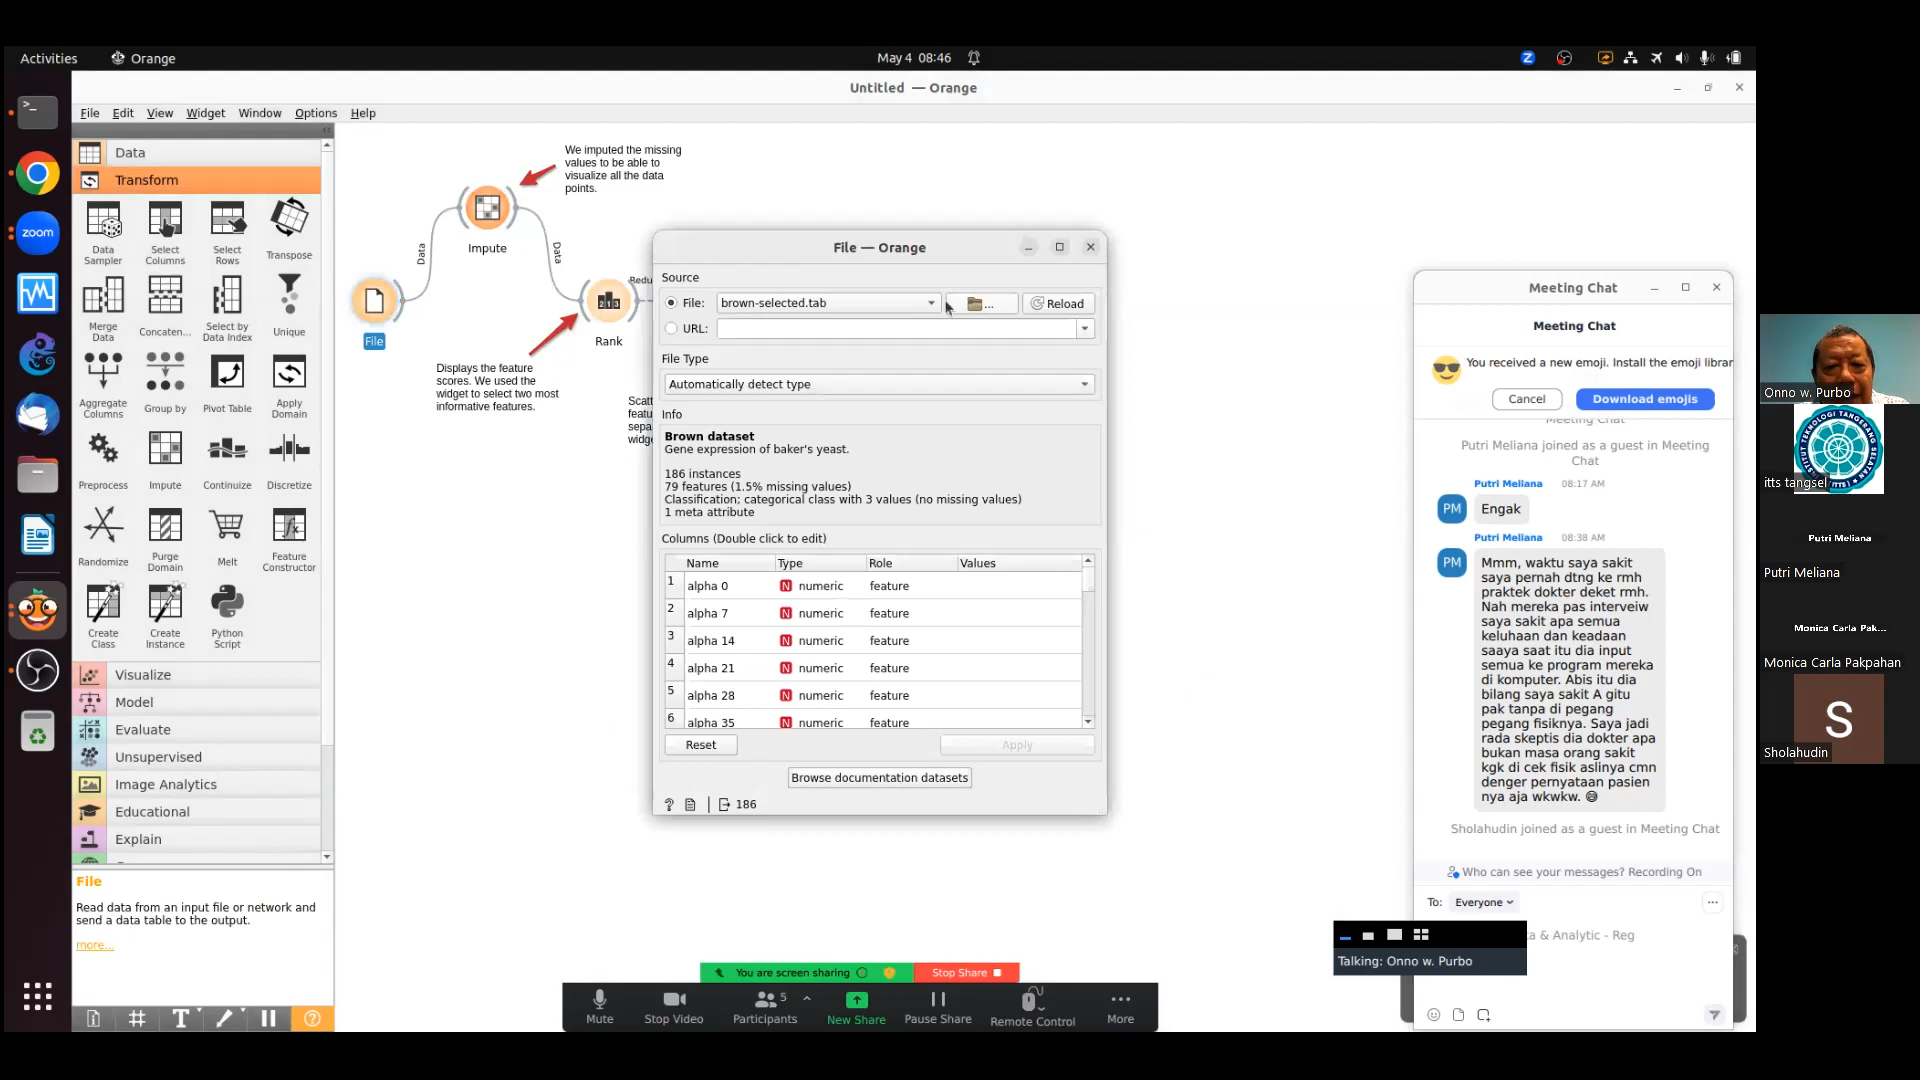 Activities
Orange
May 4 08:46
Untitled — Orange
File Edit View Widget Window Options Help
Data
Transform
Data Sampler
Select Columns
Select Rows
Transpose
Merge Data
Concaten...
Select by Data Index
Unique
Aggregate Columns
Group by
Pivot Table
Apply Domain
Preprocess
Impute
Continuize
Discretize
Randomize
Purge Domain
Melt
Feature Constructor
Create Class
Create Instance
Python Script
Visualize
Model
Evaluate
Unsupervised
Image Analytics
Educational
Explain
File
Read data from an input file or network and
send a data table to the output.
more...
We imputed the missing
values to be able to
visualize all the data
points.
Impute
Data
Data
File
Rank
Redu
Displays the feature
scores. We used the
widget to select two most
informative features.
Scatt
featu
sepa
widge
File — Orange
Source
File: brown-selected.tab
...
Reload
URL:
File Type
Automatically detect type
Info
Brown dataset
Gene expression of baker's yeast.
186 instances
79 features (1.5% missing values)
Classification; categorical class with 3 values (no missing values)
1 meta attribute
Columns (Double click to edit)
Name Type Role Values
1 alpha 0 N numeric feature
2 alpha 7 N numeric feature
3 alpha 14 N numeric feature
4 alpha 21 N numeric feature
5 alpha 28 N numeric feature
6 alpha 35 N numeric feature
Reset
Apply
Browse documentation datasets
? 186
Meeting Chat
Meeting Chat
You received a new emoji. Install the emoji librar
Cancel
Download emojis
Meeting Chat
Putri Meliana joined as a guest in Meeting
Chat
Putri Meliana 08:17 AM
PM
Engak
Putri Meliana 08:38 AM
PM
Mmm, waktu saya sakit
saya pernah dtng ke rmh
praktek dokter deket rmh.
Nah mereka pas interveiw
saya sakit apa semua
keluhaan dan keadaan
saaya saat itu dia input
semua ke program mereka
di komputer. Abis itu dia
bilang saya sakit A gitu
pak tanpa di pegang
pegang fisiknya. Saya jadi
rada skeptis dia dokter apa
bukan masa orang sakit
kgk di cek fisik aslinya cmn
denger pernyataan pasien
nya aja wkwkw. 😅
Sholahudin joined as a guest in Meeting Chat
Who can see your messages? Recording On
To: Everyone
a & Analytic - Reg
Talking: Onno w. Purbo
You are screen sharing
Stop Share
Mute
Stop Video
Participants
5
New Share
Pause Share
Remote Control
More
zoom
Onno w. Purbo
itts tangsel
Putri Meliana
Putri Meliana
Monica Carla Pak...
Monica Carla Pakpahan
S
Sholahudin